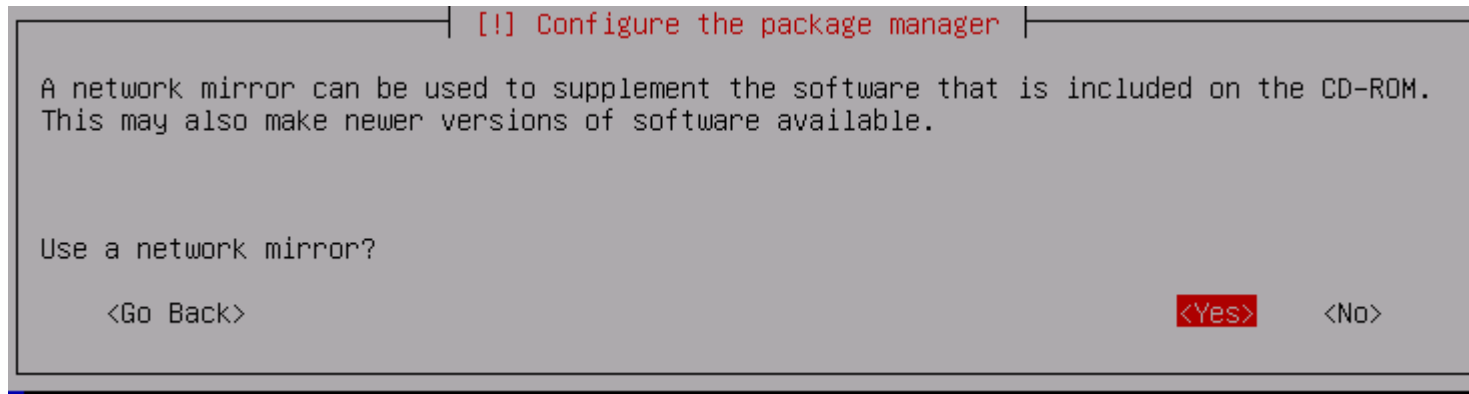 [!] Configure the package manager
A network mirror can be used to supplement the software that is included on the CD-ROM.
This may also make newer versions of software available.
Use a network mirror?
<Go Back> <Yes> <No>